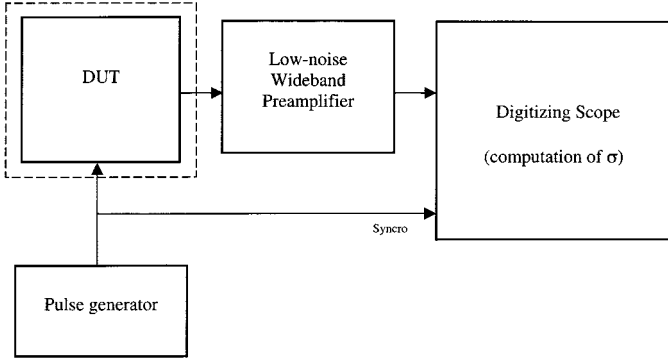 DUT
Low-noise
Wideband
Preamplifier
Digitizing Scope
(computation of σ)
Syncro
Pulse generator